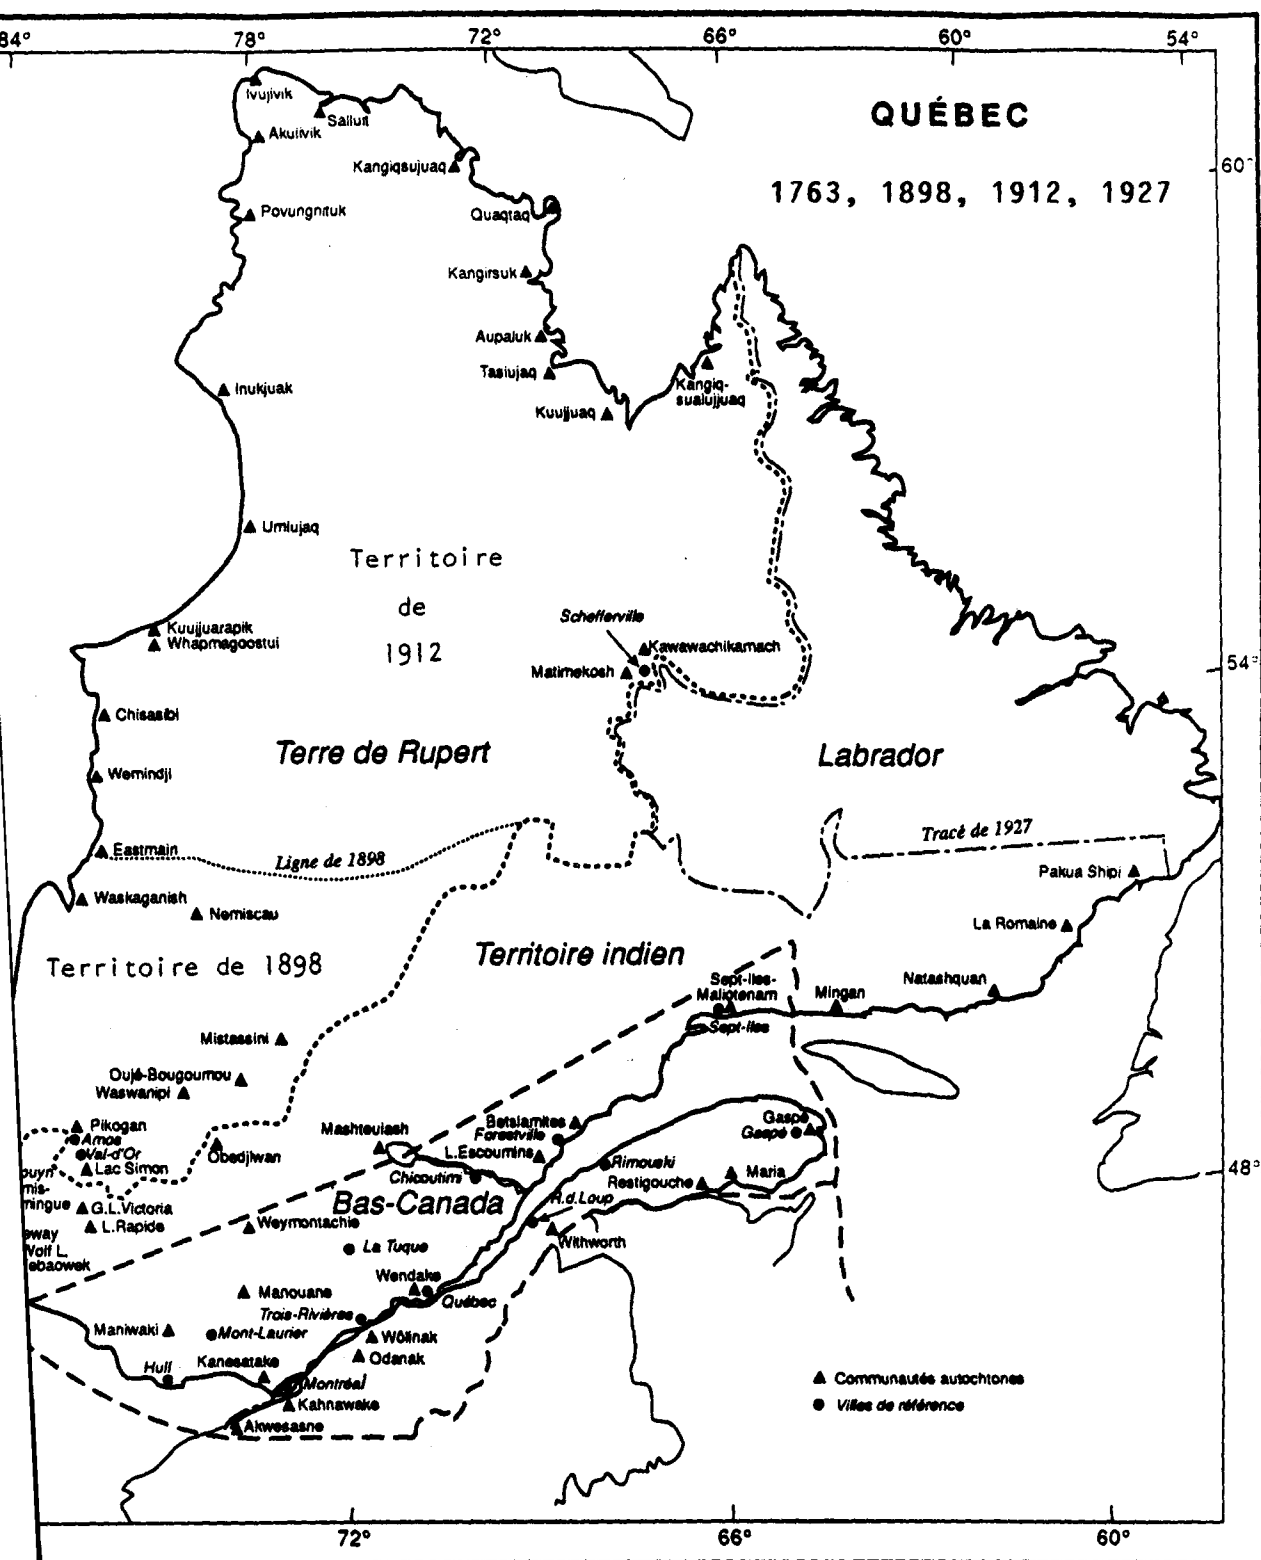 84°
78°
72°
66°
60°
54°
QUÉBEC
1763, 1898, 1912, 1927
60°
Ivujivik
Salluit
Akulivik
Kangiqsujuaq
Povungnituk
Quaqtaq
Kangirsuk
Aupaluk
Tasiujaq
Kangiq-
sualujjuaq
Inukjuak
Kuujjuaq
Umiujaq
Territoire
de
1912
Schefferville
Kuujjuarapik
Whapmagoostui
Kawawachikamach
Matimekosh
54°
Chisasibi
Terre de Rupert
Labrador
Wemindji
Tracé de 1927
Eastmain
Ligne de 1898
Pakua Shipi
Waskaganish
Nemiscau
La Romaine
Territoire de 1898
Territoire indien
Sept-Iles-
Maliotenam
Mingan
Natashquan
Sept-Iles
Mistassini
Oujé-Bougoumou
Waswanipi
Pikogan
Amos
Val-d'Or
Lac Simon
Obedjiwan
Mashteuiash
Betsiamites
Forestville
L.Escoumins
Gaspé
Gaspé
Chicoutimi
Rimouski
Maria
Restigouche
48°
ouyn
mis-
mingue
G.L.Victoria
L.Rapide
Bas-Canada
R.d.Loup
Weymontachie
Withworth
eway
Wolf L.
ebaowek
La Tuque
Wendake
Manouane
Québec
Trois-Rivières
Maniwaki
Mont-Laurier
Wôlinak
Odanak
Hull
Kanesatake
Montréal
Kahnawake
Akwesasne
Communautés autochtones
Villes de référence
72°
66°
60°